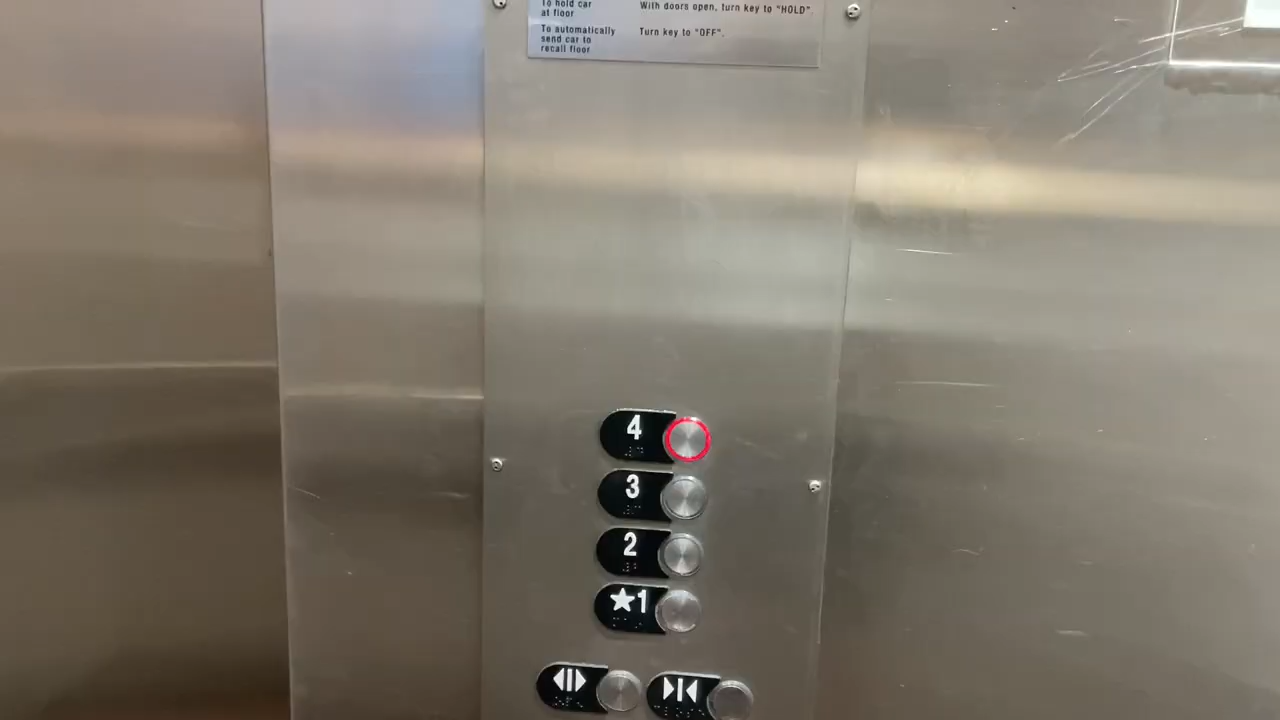 To hold car With doors open, turn key to "HOLD".
at floor
To automatically Turn key to "OFF".
send car to
recall floor
4
3
2
★1